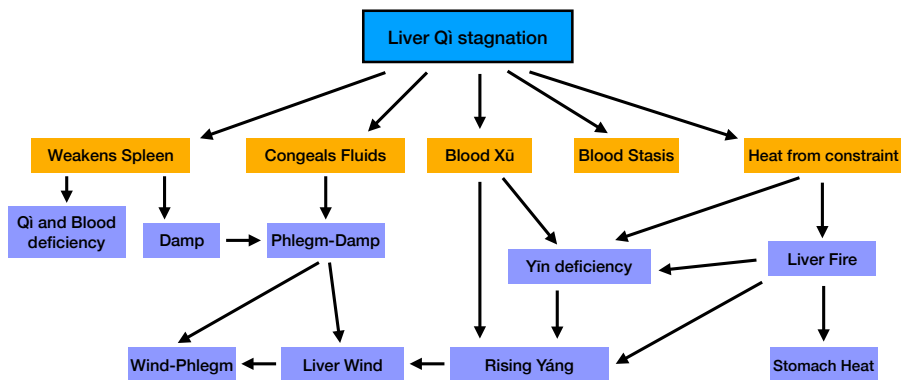 Liver Qì stagnation
Weakens Spleen
Congeals Fluids
Blood Xū
Blood Stasis
Heat from constraint
Qì and Blood
deficiency
Damp
Phlegm-Damp
Yīn deficiency
Liver Fire
Wind-Phlegm
Liver Wind
Rising Yáng
Stomach Heat